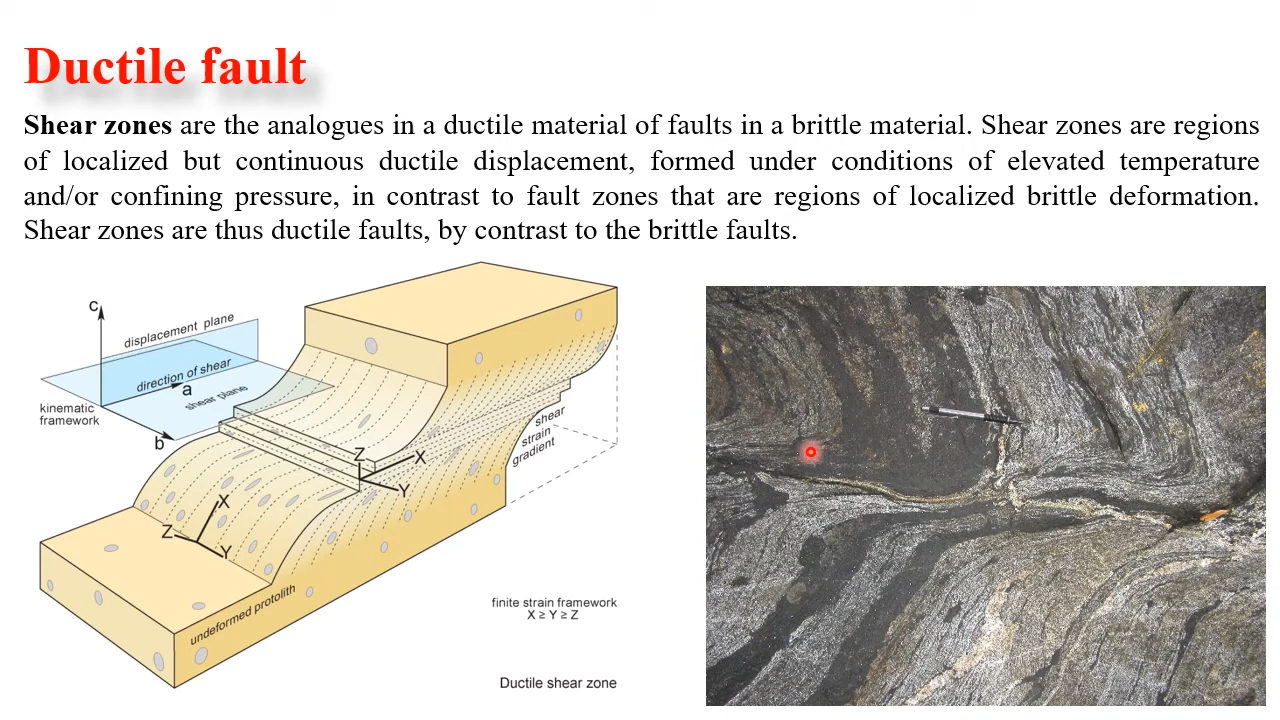 Ductile fault
Shear zones are the analogues in a ductile material of faults in a brittle material. Shear zones are regions
of localized but continuous ductile displacement, formed under conditions of elevated temperature
and/or confining pressure, in contrast to fault zones that are regions of localized brittle deformation.
Shear zones are thus ductile faults, by contrast to the brittle faults.
c
displacement plane
direction of shear
a
shear plane
kinematic
framework
b
shear
strain
gradient
Z
X
Y
X
Z
Y
undeformed protolith
finite strain framework
X ≥ Y ≥ Z
Ductile shear zone